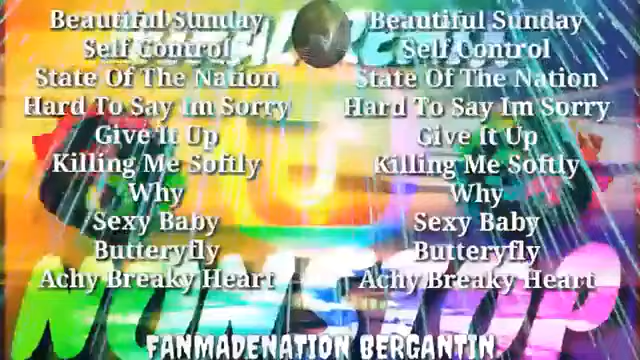 Beautiful Sunday Beautiful Sunday
Self Control Self Control
State Of The Nation State Of The Nation
Hard To Say Im Sorry Hard To Say Im Sorry
Give It Up Give It Up
Killing Me Softly Killing Me Softly
Why Why
Sexy Baby Sexy Baby
Butteryfly Butteryfly
Achy Breaky Heart Achy Breaky Heart
NONSTOP
FANMADENATION BERGANTIN